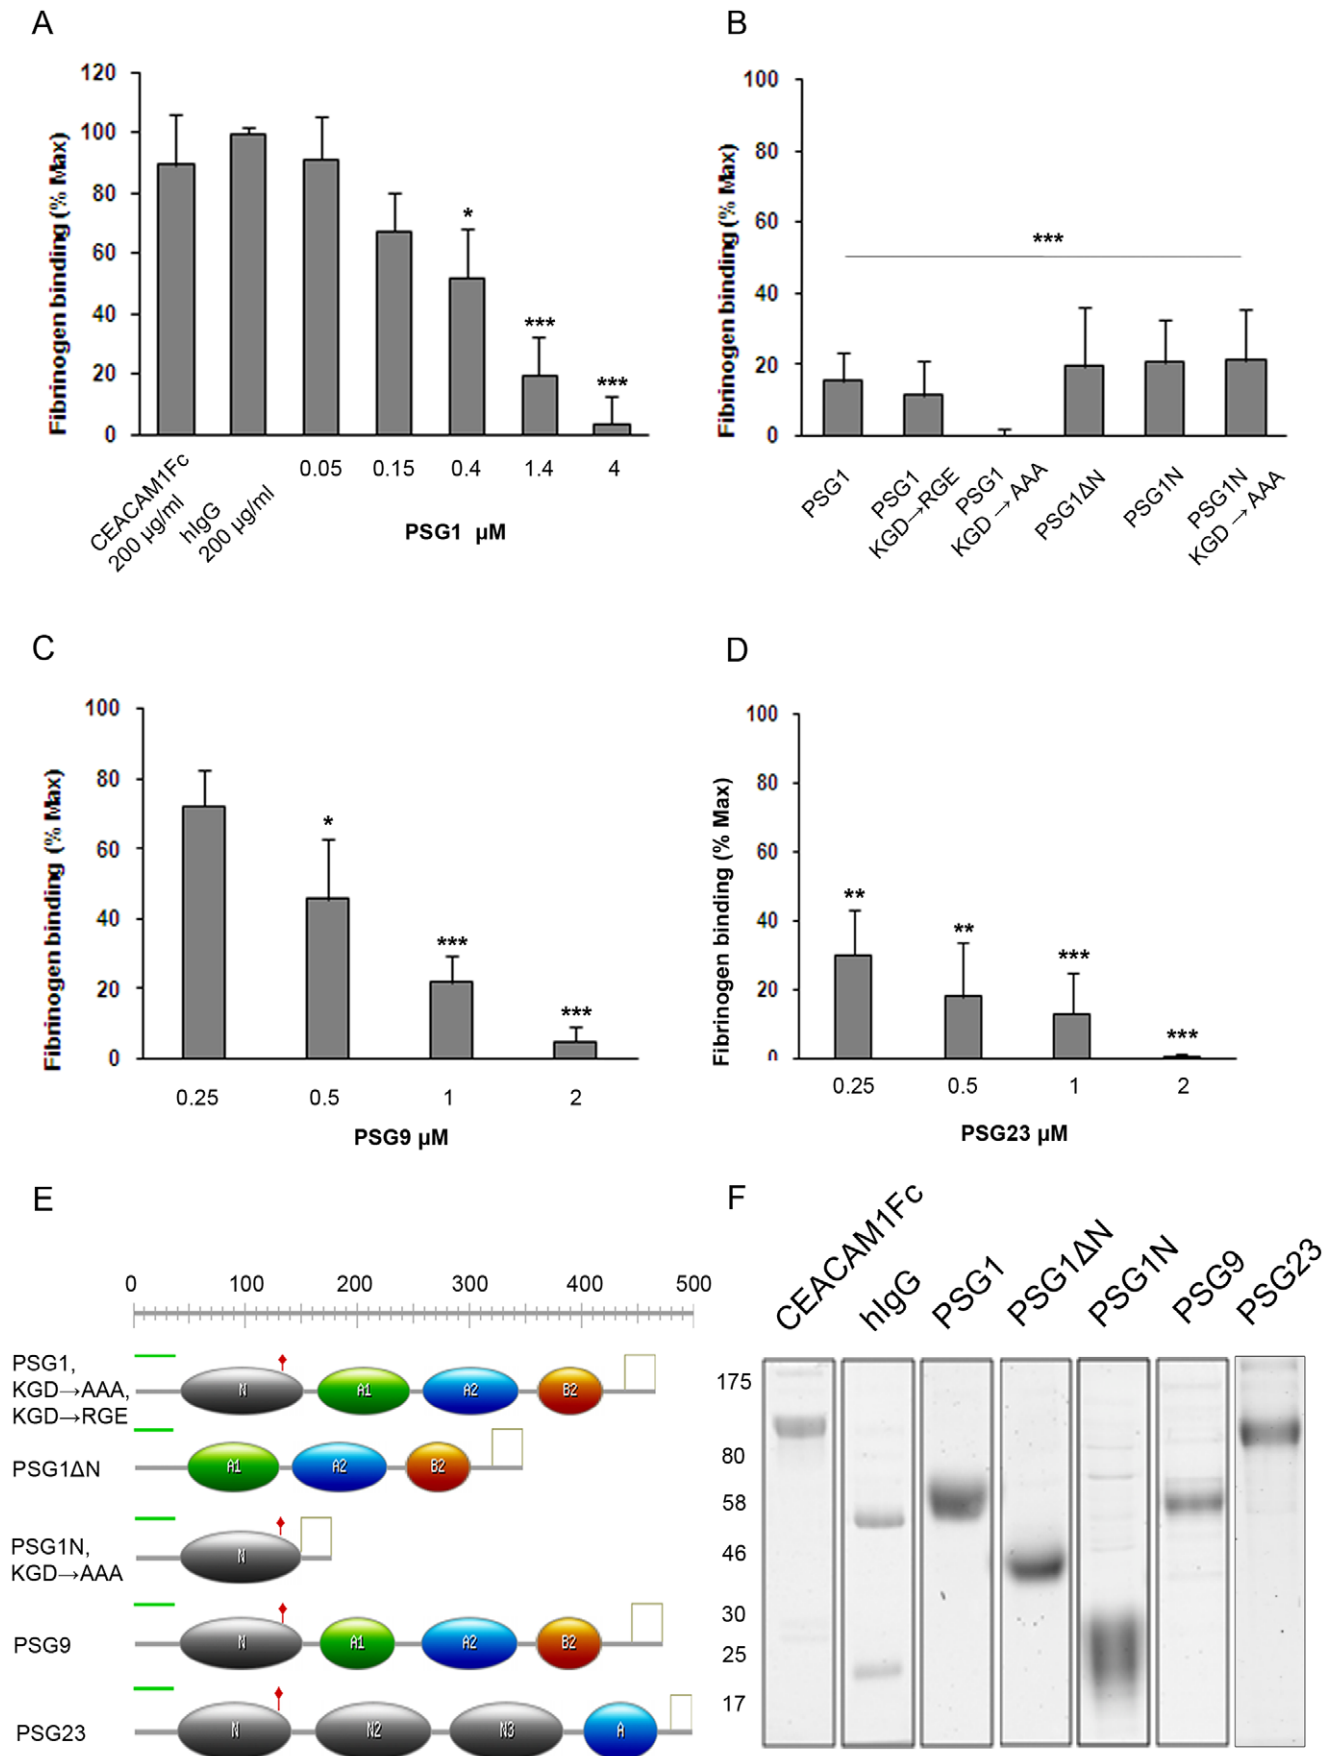 A
Fibrinogen binding (% Max)
120
100
80
60
40
20
0
*
***
***
CEACAM1Fc
200 µg/ml
hIgG
200 µg/ml
0.05 0.15 0.4 1.4 4
PSG1 µM
B
Fibrinogen binding (% Max)
100
80
60
40
20
0
***
PSG1
PSG1
KGD→RGE
PSG1
KGD → AAA
PSG1ΔN
PSG1N
PSG1N
KGD → AAA
C
Fibrinogen binding (% Max)
100
80
60
40
20
0
*
***
***
0.25 0.5 1 2
PSG9 µM
D
Fibrinogen binding (% Max)
100
80
60
40
20
0
**
**
***
***
0.25 0.5 1 2
PSG23 µM
E
0 100 200 300 400 500
PSG1,
KGD→AAA,
KGD→RGE
N A1 A2 B2
PSG1ΔN
A1 A2 B2
PSG1N,
KGD→AAA
N
PSG9
N A1 A2 B2
PSG23
N N2 N3 A
F
CEACAM1Fc
hIgG
PSG1
PSG1ΔN
PSG1N
PSG9
PSG23
175
80
58
46
30
25
17